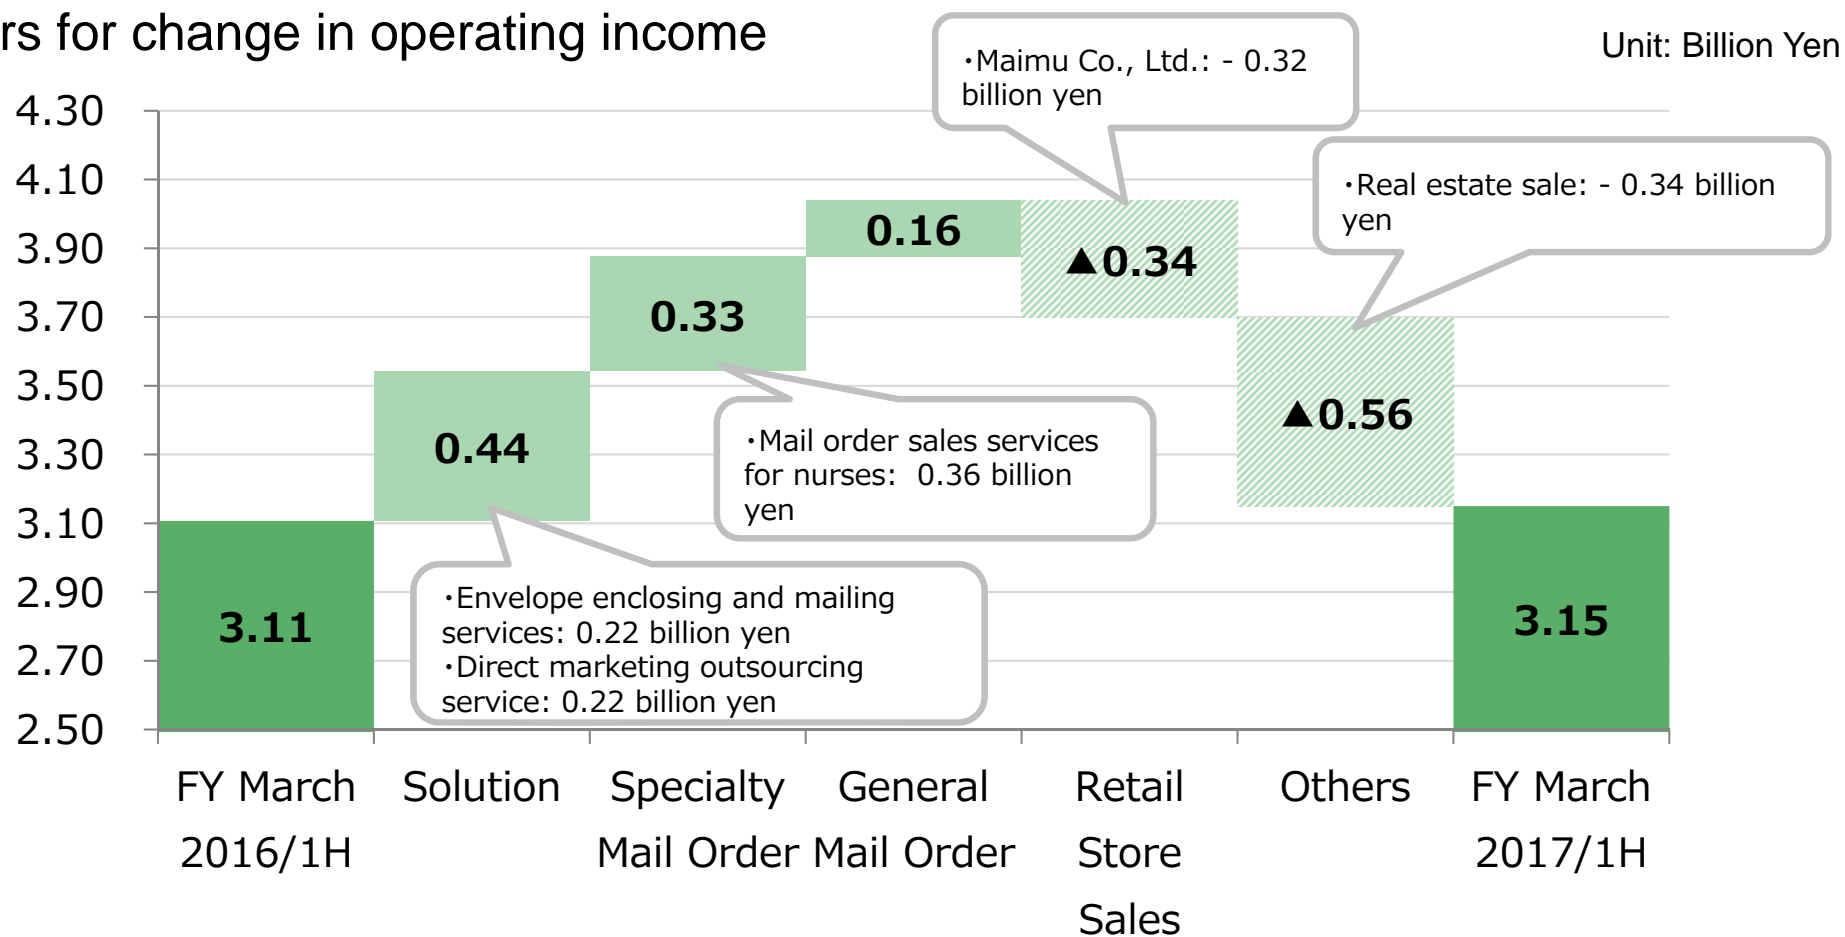 rs for change in operating income
Unit: Billion Yen
・Maimu Co., Ltd.: - 0.32
billion yen
・Real estate sale: - 0.34 billion
yen
4.30
4.10
3.90
3.70
3.50
3.30
3.10
2.90
2.70
2.50
3.11
0.44
0.33
0.16
▲0.34
▲0.56
3.15
・Mail order sales services
for nurses:  0.36 billion
yen
・Envelope enclosing and mailing
services: 0.22 billion yen
・Direct marketing outsourcing
service: 0.22 billion yen
FY March
2016/1H
Solution
Specialty
Mail Order
General
Mail Order
Retail
Store
Sales
Others
FY March
2017/1H